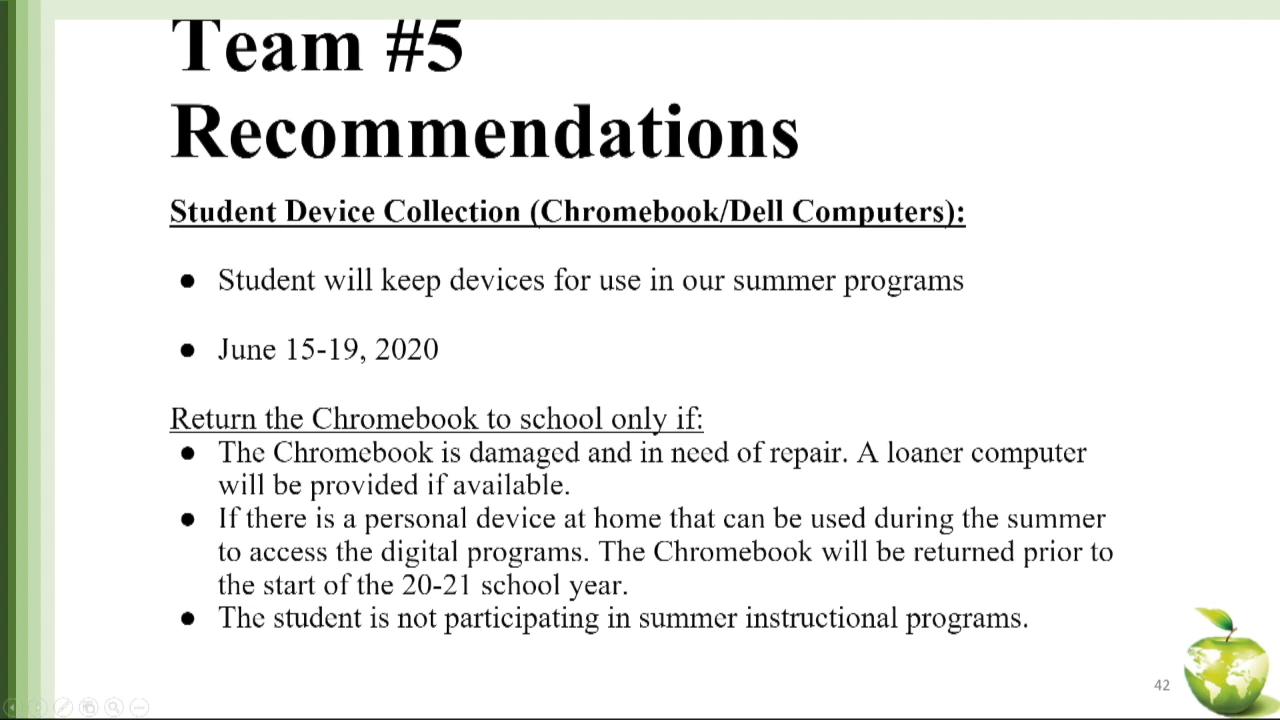 Team #5
Recommendations
Student Device Collection (Chromebook/Dell Computers):
● Student will keep devices for use in our summer programs
● June 15-19, 2020
Return the Chromebook to school only if:
● The Chromebook is damaged and in need of repair. A loaner computer
will be provided if available.
● If there is a personal device at home that can be used during the summer
to access the digital programs. The Chromebook will be returned prior to
the start of the 20-21 school year.
● The student is not participating in summer instructional programs.
42